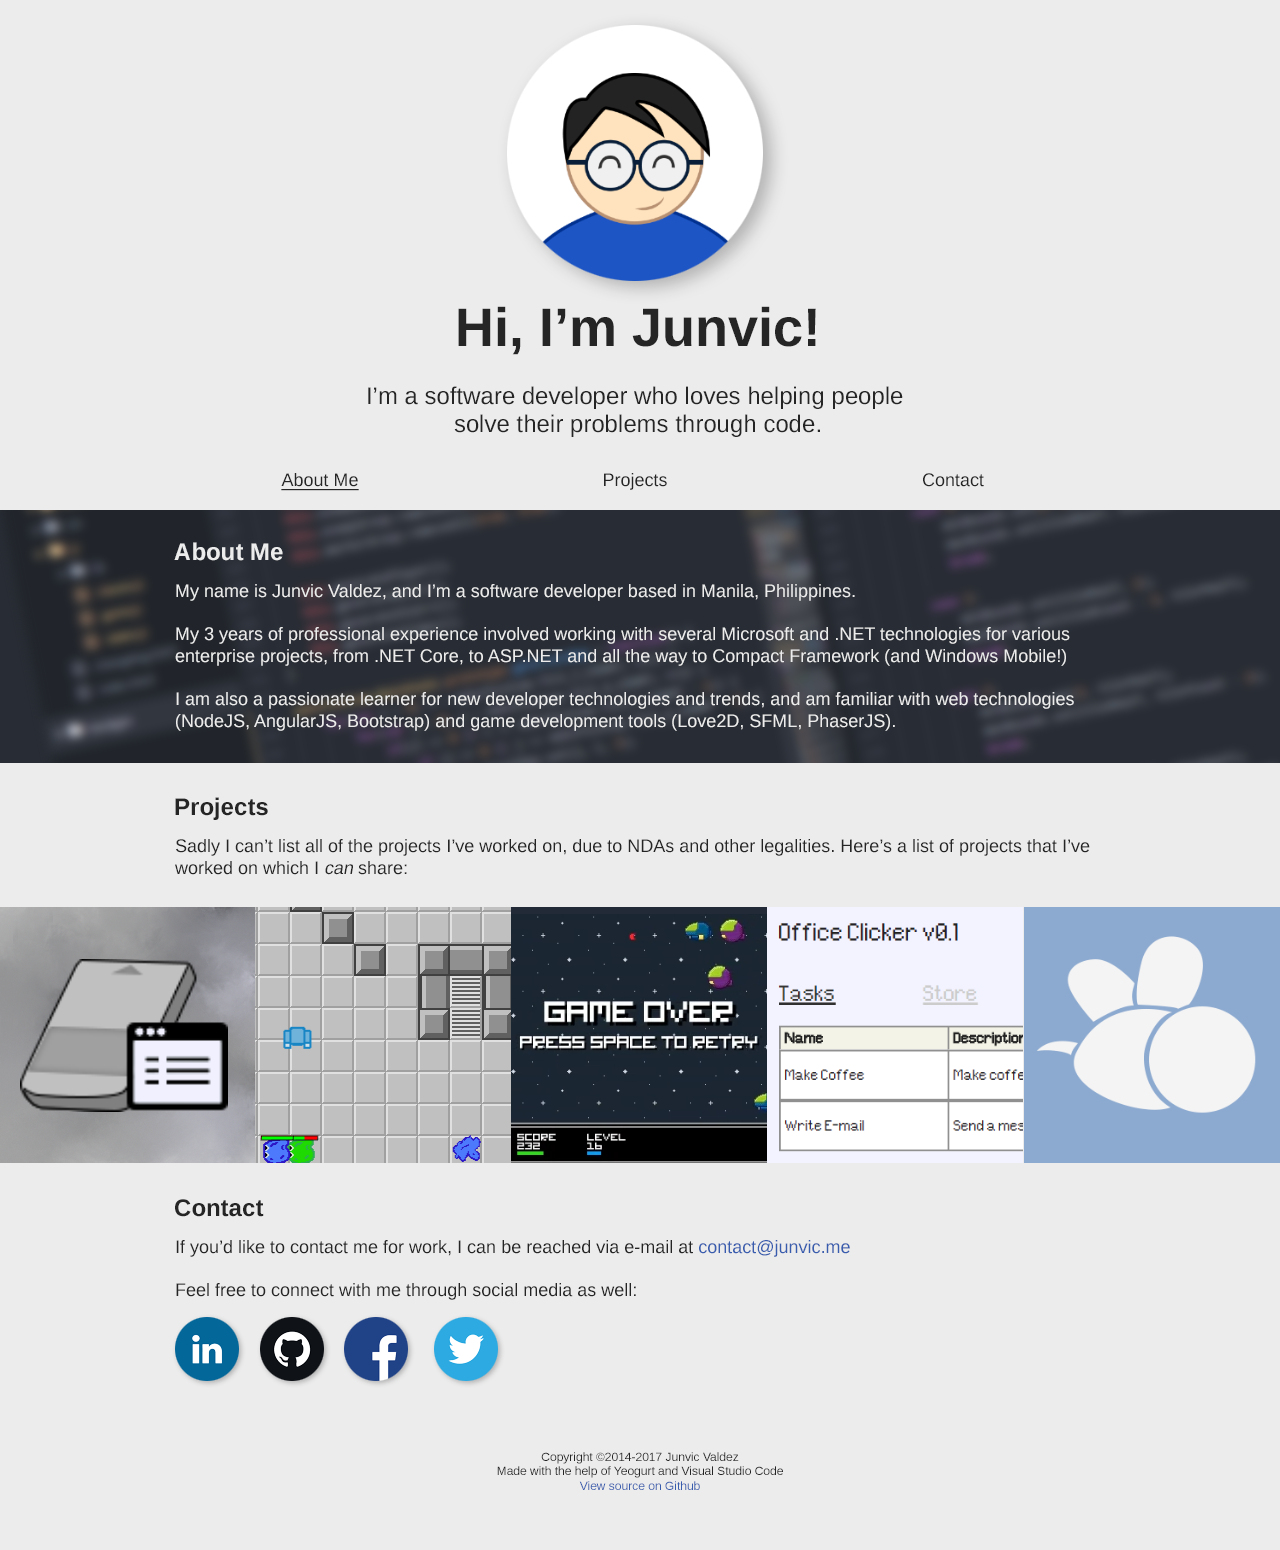 Hi, I’m Junvic!
I’m a software developer who loves helping people
solve their problems through code.
About Me
Projects
Contact
About Me
My name is Junvic Valdez, and I’m a software developer based in Manila, Philippines.
My 3 years of professional experience involved working with several Microsoft and .NET technologies for various
enterprise projects, from .NET Core, to ASP.NET and all the way to Compact Framework (and Windows Mobile!)
I am also a passionate learner for new developer technologies and trends, and am familiar with web technologies
(NodeJS, AngularJS, Bootstrap) and game development tools (Love2D, SFML, PhaserJS).
Projects
Sadly I can’t list all of the projects I’ve worked on, due to NDAs and other legalities. Here’s a list of projects that I’ve
worked on which I can share:
GAME OVER
PRESS SPACE TO RETRY
SCORE
232
LEVEL
16
Office Clicker v0.1
Tasks
Store
Name
Description
Make Coffee
Make coffe
Write E-mail
Send a mes
Contact
If you’d like to contact me for work, I can be reached via e-mail at contact@junvic.me
Feel free to connect with me through social media as well:
in
f
Copyright ©2014-2017 Junvic Valdez
Made with the help of Yeogurt and Visual Studio Code
View source on Github